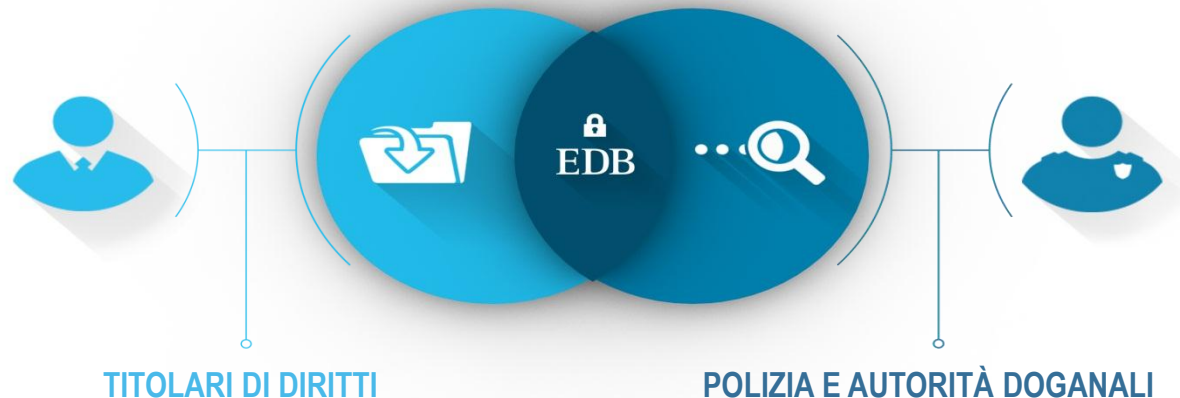 EDB
TITOLARI DI DIRITTI
POLIZIA E AUTORITÀ DOGANALI